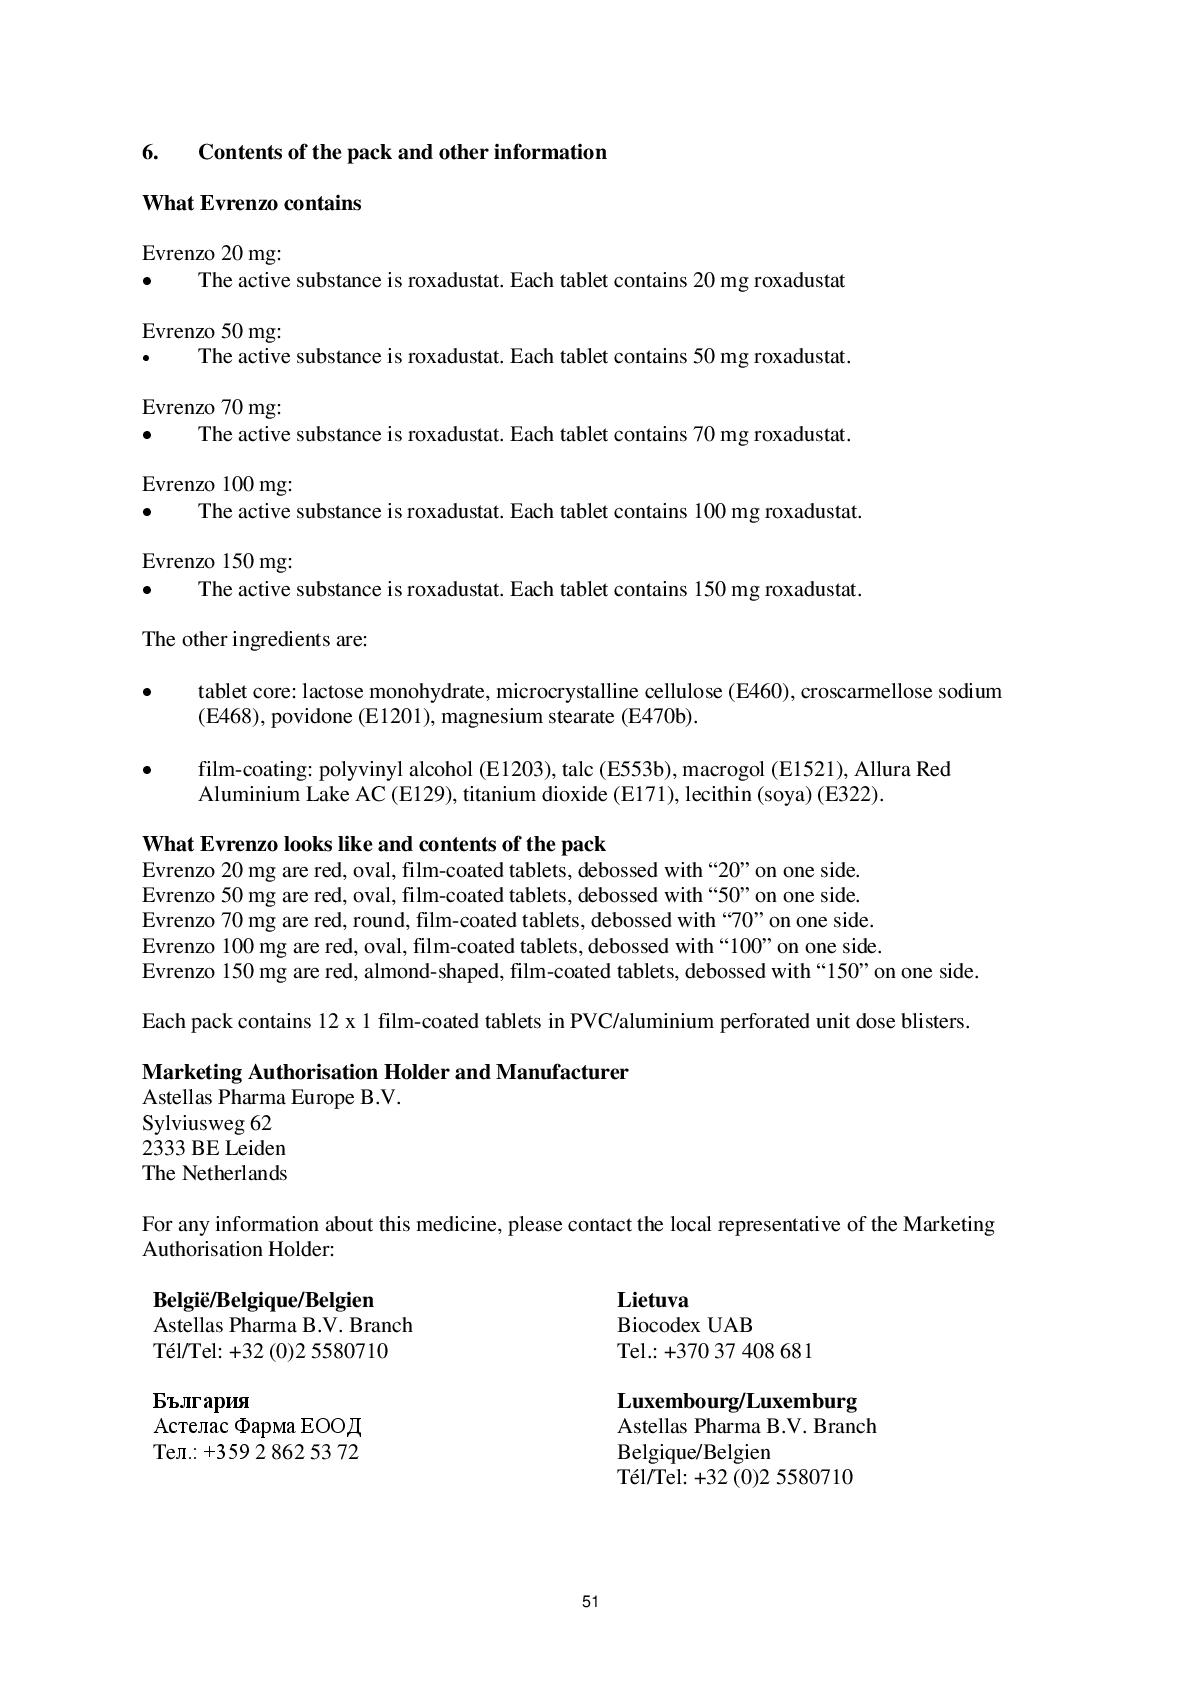 6. Contents of the pack and other information
What Evrenzo contains
Evrenzo 20 mg:
• The active substance is roxadustat. Each tablet contains 20 mg roxadustat
Evrenzo 50 mg:
• The active substance is roxadustat. Each tablet contains 50 mg roxadustat.
Evrenzo 70 mg:
• The active substance is roxadustat. Each tablet contains 70 mg roxadustat.
Evrenzo 100 mg:
• The active substance is roxadustat. Each tablet contains 100 mg roxadustat.
Evrenzo 150 mg:
• The active substance is roxadustat. Each tablet contains 150 mg roxadustat.
The other ingredients are:
• tablet core: lactose monohydrate, microcrystalline cellulose (E460), croscarmellose sodium
(E468), povidone (E1201), magnesium stearate (E470b).
• film-coating: polyvinyl alcohol (E1203), talc (E553b), macrogol (E1521), Allura Red
Aluminium Lake AC (E129), titanium dioxide (E171), lecithin (soya) (E322).
What Evrenzo looks like and contents of the pack
Evrenzo 20 mg are red, oval, film-coated tablets, debossed with “20” on one side.
Evrenzo 50 mg are red, oval, film-coated tablets, debossed with “50” on one side.
Evrenzo 70 mg are red, round, film-coated tablets, debossed with “70” on one side.
Evrenzo 100 mg are red, oval, film-coated tablets, debossed with “100” on one side.
Evrenzo 150 mg are red, almond-shaped, film-coated tablets, debossed with “150” on one side.
Each pack contains 12 x 1 film-coated tablets in PVC/aluminium perforated unit dose blisters.
Marketing Authorisation Holder and Manufacturer
Astellas Pharma Europe B.V.
Sylviusweg 62
2333 BE Leiden
The Netherlands
For any information about this medicine, please contact the local representative of the Marketing
Authorisation Holder:
België/Belgique/Belgien
Astellas Pharma B.V. Branch
Tél/Tel: +32 (0)2 5580710
Lietuva
Biocodex UAB
Tel.: +370 37 408 681
България
Астелас Фарма ЕООД
Тел.: +359 2 862 53 72
Luxembourg/Luxemburg
Astellas Pharma B.V. Branch
Belgique/Belgien
Tél/Tel: +32 (0)2 5580710
51